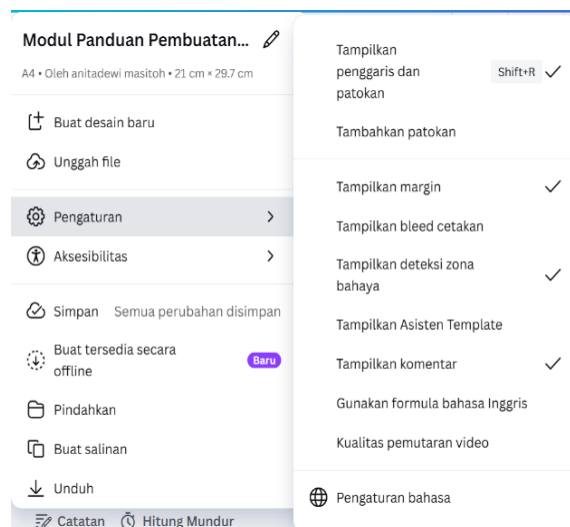 Modul Panduan Pembuatan...
A4 • Oleh anitadewi masitoh • 21 cm × 29.7 cm
Buat desain baru
Unggah file
Pengaturan
Aksesibilitas
Simpan Semua perubahan disimpan
Buat tersedia secara
offline
Baru
Pindahkan
Buat salinan
Unduh
Catatan Hitung Mundur
Tampilkan
penggaris dan
patokan
Shift+R
Tambahkan patokan
Tampilkan margin
Tampilkan bleed cetakan
Tampilkan deteksi zona
bahaya
Tampilkan Asisten Template
Tampilkan komentar
Gunakan formula bahasa Inggris
Kualitas pemutaran video
Pengaturan bahasa